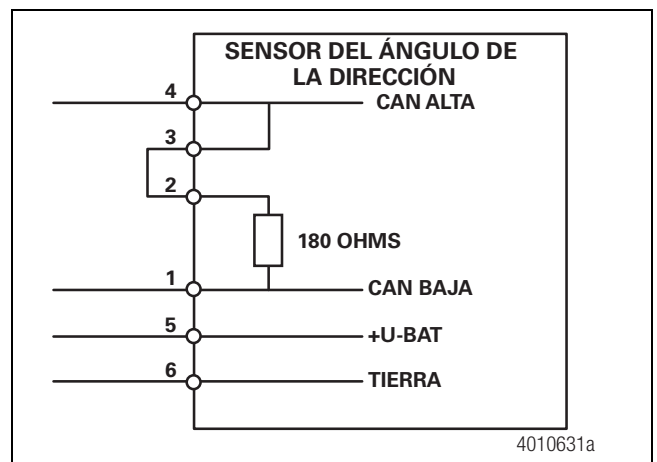 SENSOR DEL ÁNGULO DE
LA DIRECCIÓN
4
CAN ALTA
3
2
180 OHMS
1
CAN BAJA
5
+U-BAT
6
TIERRA
4010631a